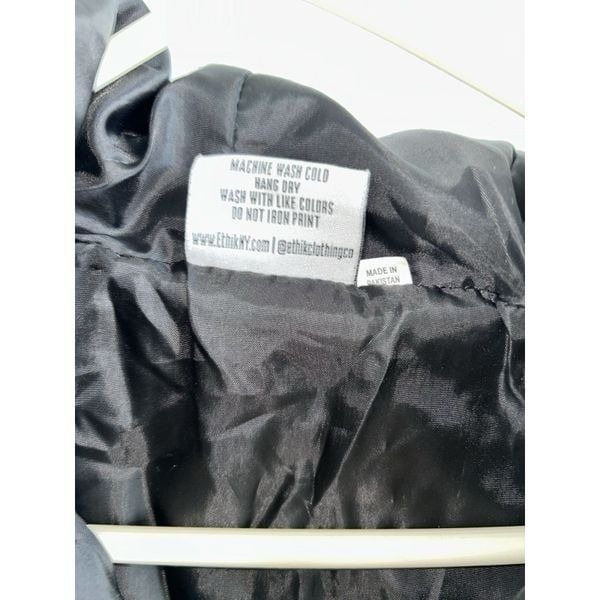 MACHINE WASH COLD
HANG DRY
WASH WITH LIKE COLORS
DO NOT IRON PRINT
WWW.EthikNY.com | @ethikclothingco
MADE IN
PAKISTAN